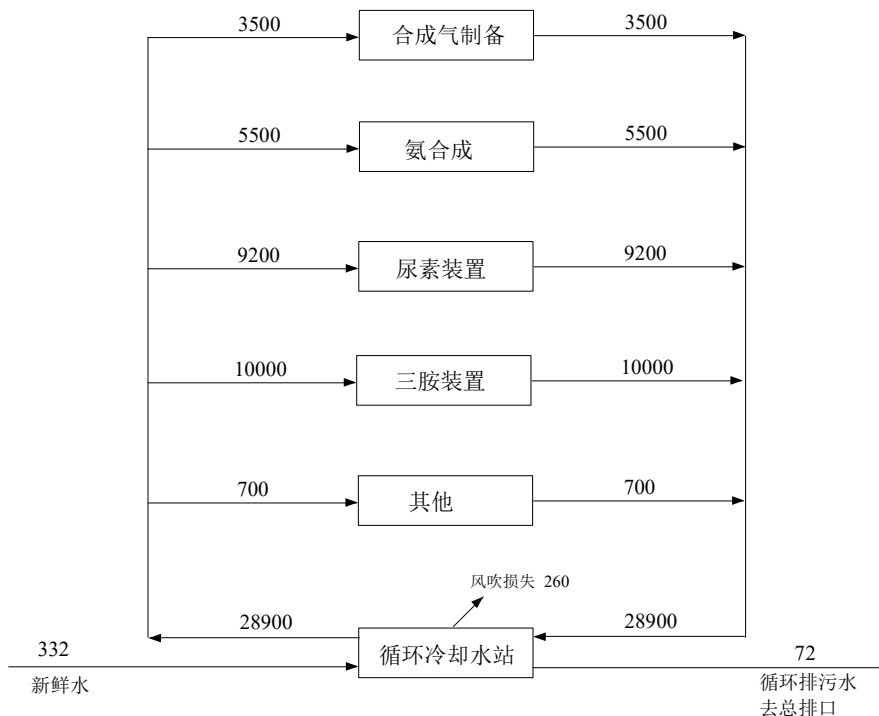 3500
合成气制备
3500
5500
氨合成
5500
9200
尿素装置
9200
10000
三胺装置
10000
700
其他
700
风吹损失 260
28900
循环冷却水站
28900
332
新鲜水
72
循环排污水
去总排口